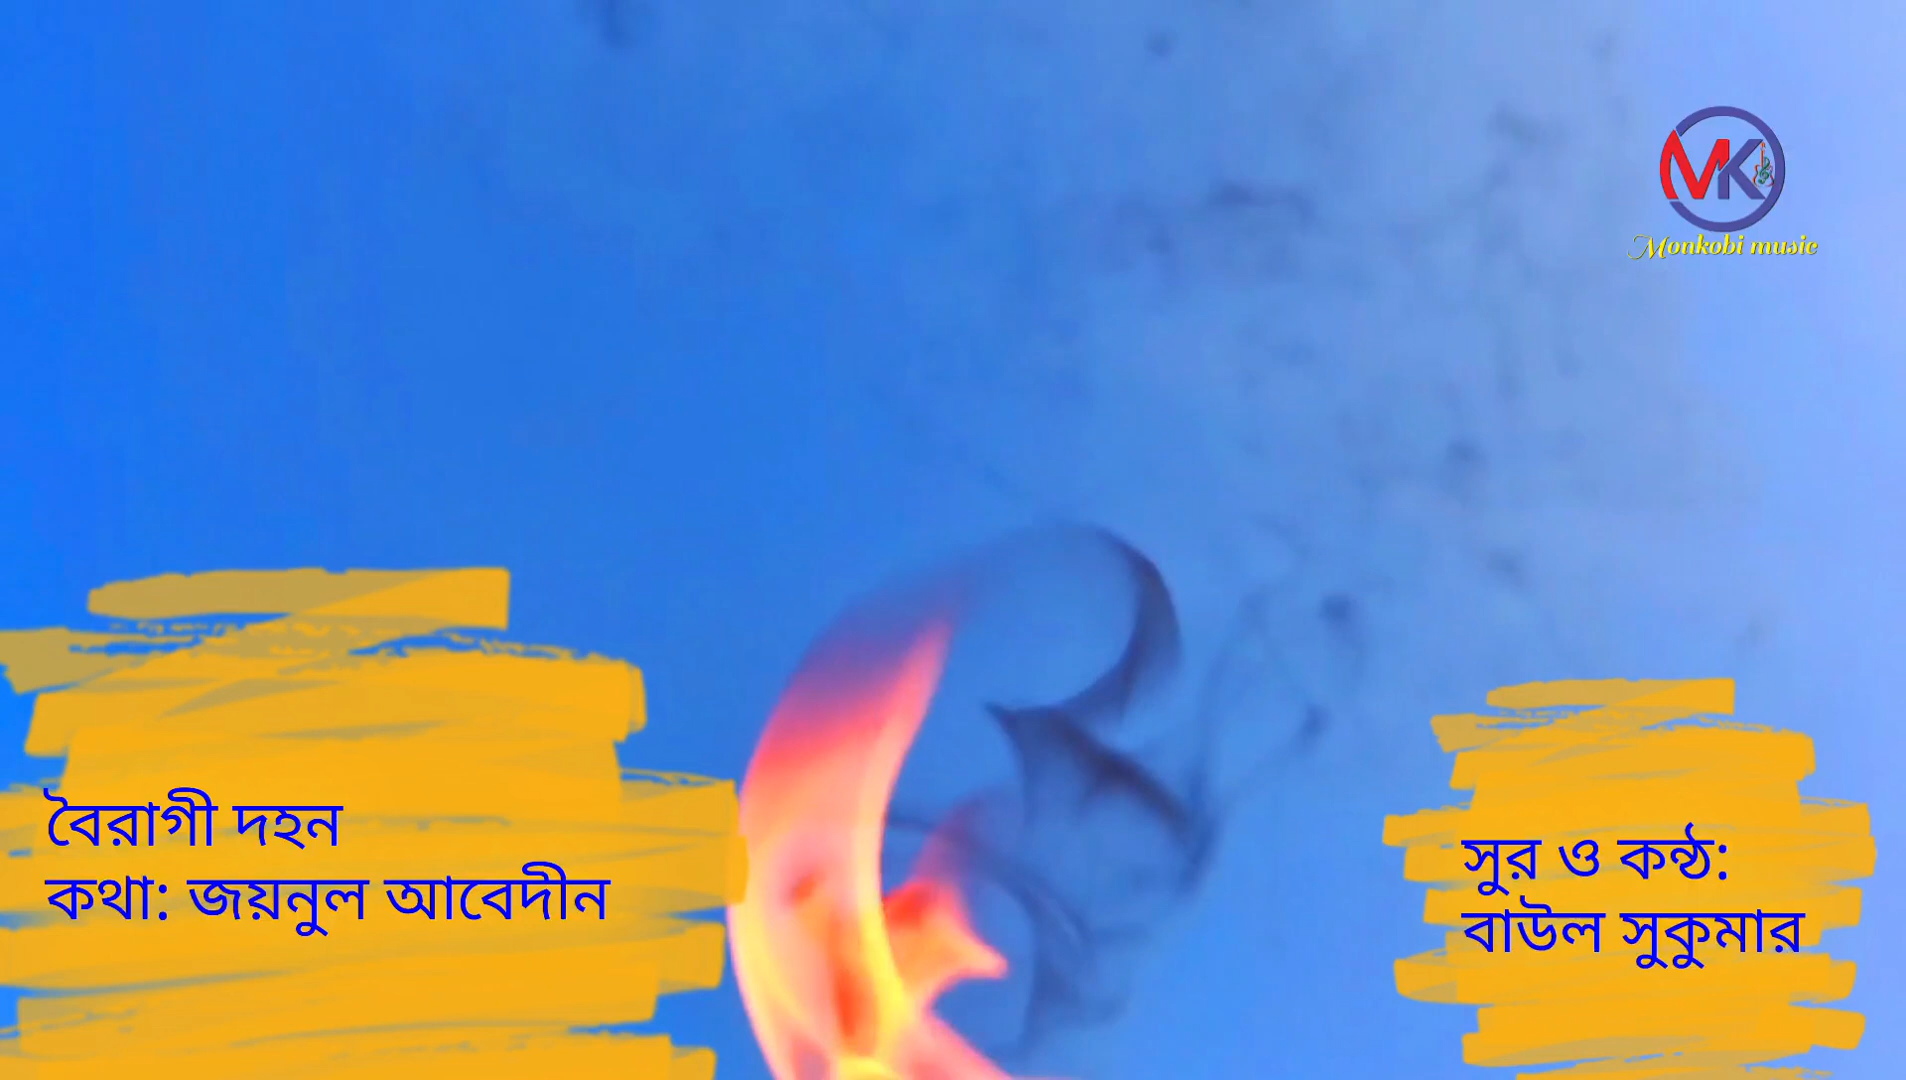 MK
Monkobi music
বৈরাগী দহন
কথা: জয়নুল আবেদীন
সুর ও কন্ঠ:
বাউল সুকুমার